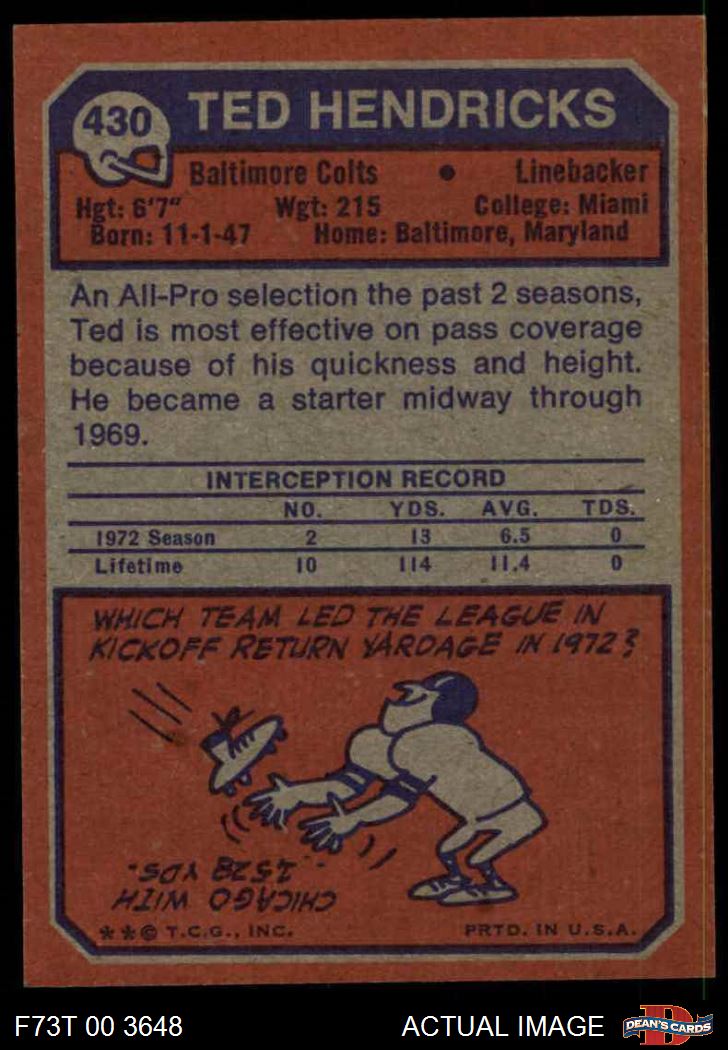 430
TED HENDRICKS
Baltimore Colts • Linebacker
Hgt: 6'7" Wgt: 215 College: Miami
Born: 11-1-47 Home: Baltimore, Maryland
An All-Pro selection the past 2 seasons,
Ted is most effective on pass coverage
because of his quickness and height.
He became a starter midway through
1969.
INTERCEPTION RECORD
NO. YDS. AVG. TDS.
1972 Season 2 13 6.5 0
Lifetime 10 114 11.4 0
WHICH TEAM LED THE LEAGUE IN
KICKOFF RETURN YARDAGE IN 1972?
CHICAGO WITH
1528 YDS.
**© T.C.G., INC. PRTD. IN U.S.A.
F73T 00 3648 ACTUAL IMAGE D DEAN'S CARDS